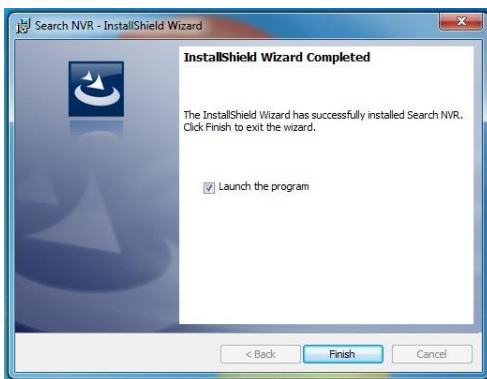 Search NVR - InstallShield Wizard
InstallShield Wizard Completed
The InstallShield Wizard has successfully installed Search NVR.
Click Finish to exit the wizard.
Launch the program
< Back
Finish
Cancel